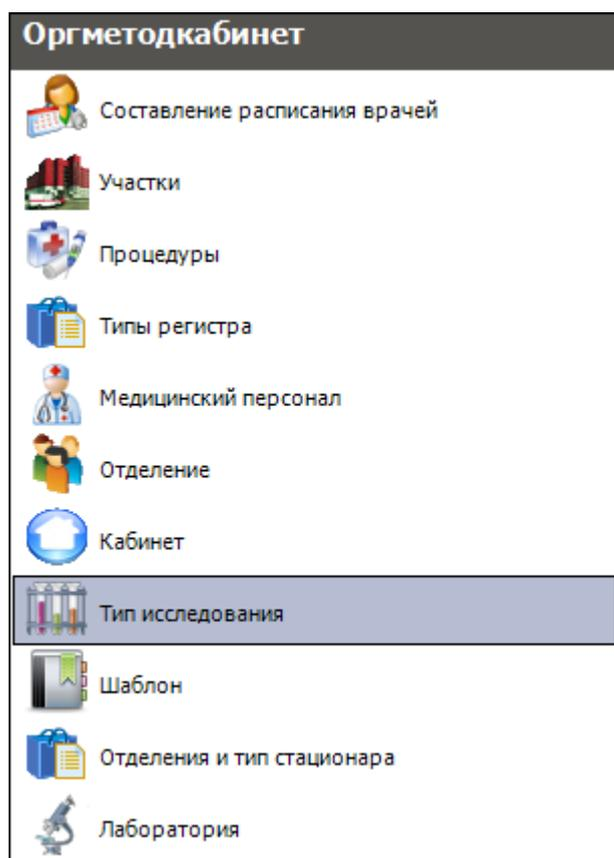 Оргметодкабинет
Составление расписания врачей
Участки
Процедуры
Типы регистра
Медицинский персонал
Отделение
Кабинет
Тип исследования
Шаблон
Отделения и тип стационара
Лаборатория